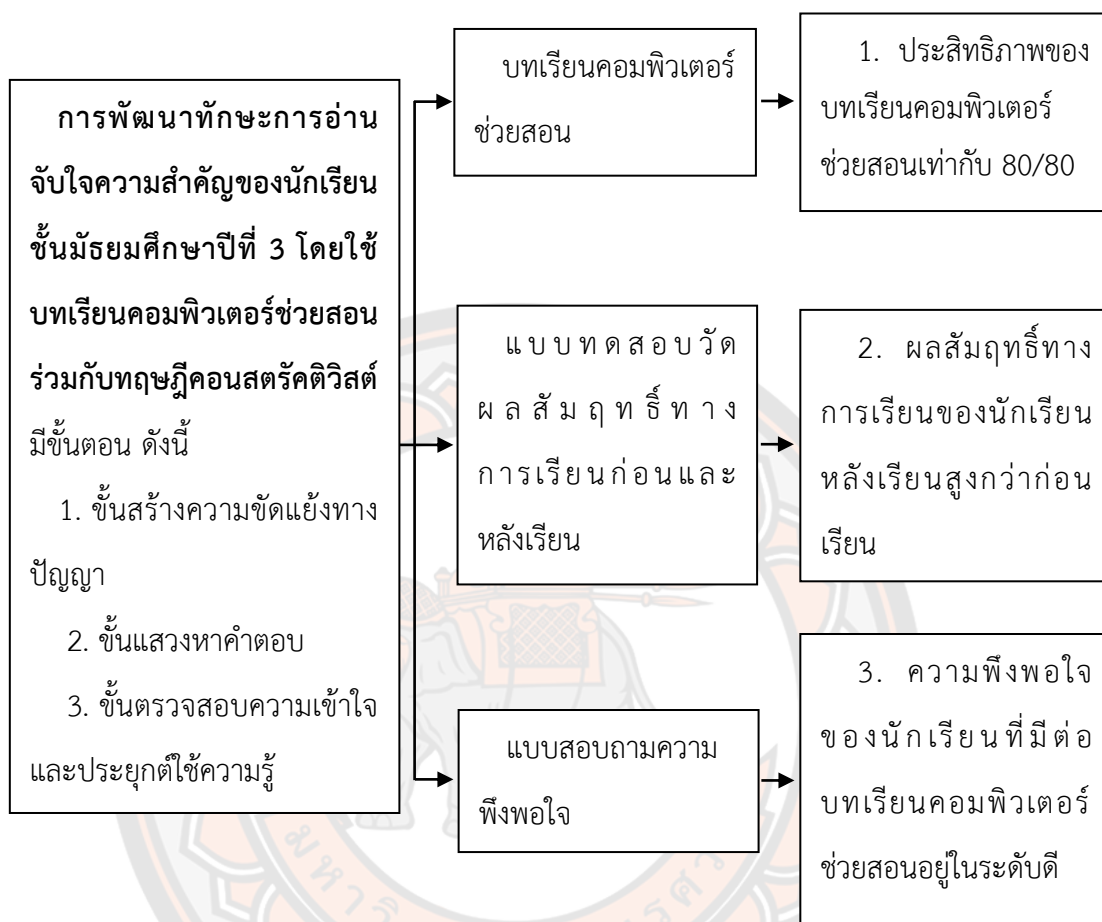 การพัฒนาทักษะการอ่าน
จับใจความสำคัญของนักเรียน
ชั้นมัธยมศึกษาปีที่ 3 โดยใช้
บทเรียนคอมพิวเตอร์ช่วยสอน
ร่วมกับทฤษฎีคอนสตรัคติวิสต์
มีขั้นตอน ดังนี้
1. ขั้นสร้างความขัดแย้งทาง
ปัญญา
2. ขั้นแสวงหาคำตอบ
3. ขั้นตรวจสอบความเข้าใจ
และประยุกต์ใช้ความรู้
บทเรียนคอมพิวเตอร์
ช่วยสอน
1. ประสิทธิภาพของ
บทเรียนคอมพิวเตอร์
ช่วยสอนเท่ากับ 80/80
แบบทดสอบวัด
ผลสัมฤทธิ์ทาง
การเรียนก่อนและ
หลังเรียน
2. ผลสัมฤทธิ์ทาง
การเรียนของนักเรียน
หลังเรียนสูงกว่าก่อน
เรียน
แบบสอบถามความ
พึงพอใจ
3. ความพึงพอใจ
ของนักเรียนที่มีต่อ
บทเรียนคอมพิวเตอร์
ช่วยสอนอยู่ในระดับดี